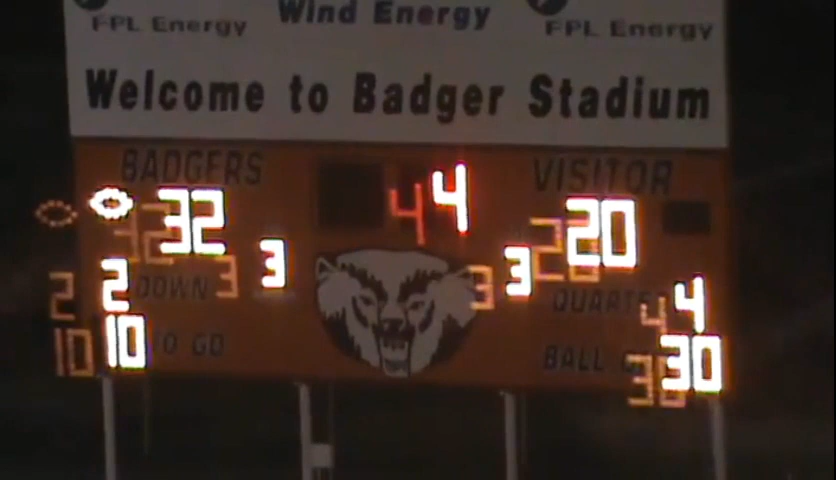 Wind Energy
FPL Energy FPL Energy
Welcome to Badger Stadium
BADGERS 4 VISITOR
32 20
3 3
2 DOWN QUARTER 4
10 TO GO BALL ON 30